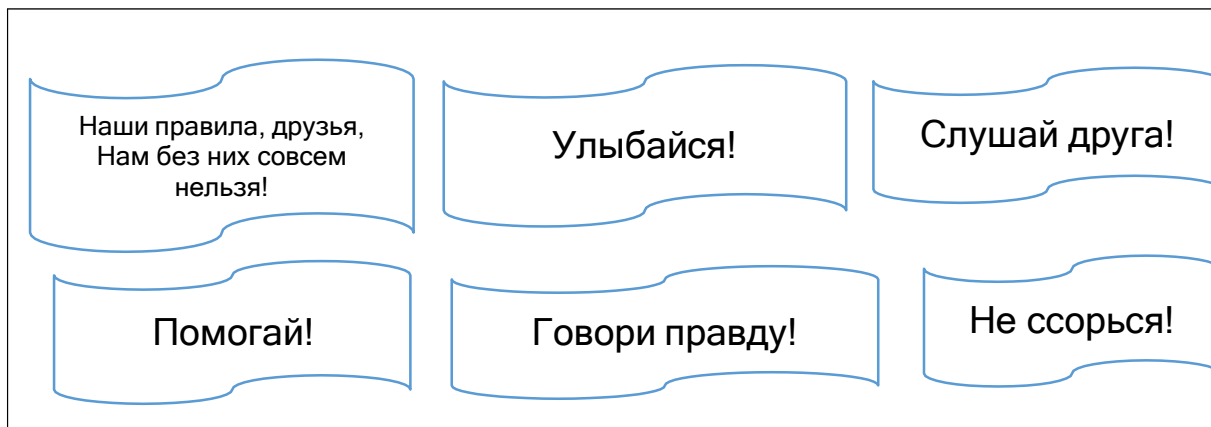 Наши правила, друзья,
Нам без них совсем
нельзя!
Улыбайся!
Слушай друга!
Помогай!
Говори правду!
Не ссорься!